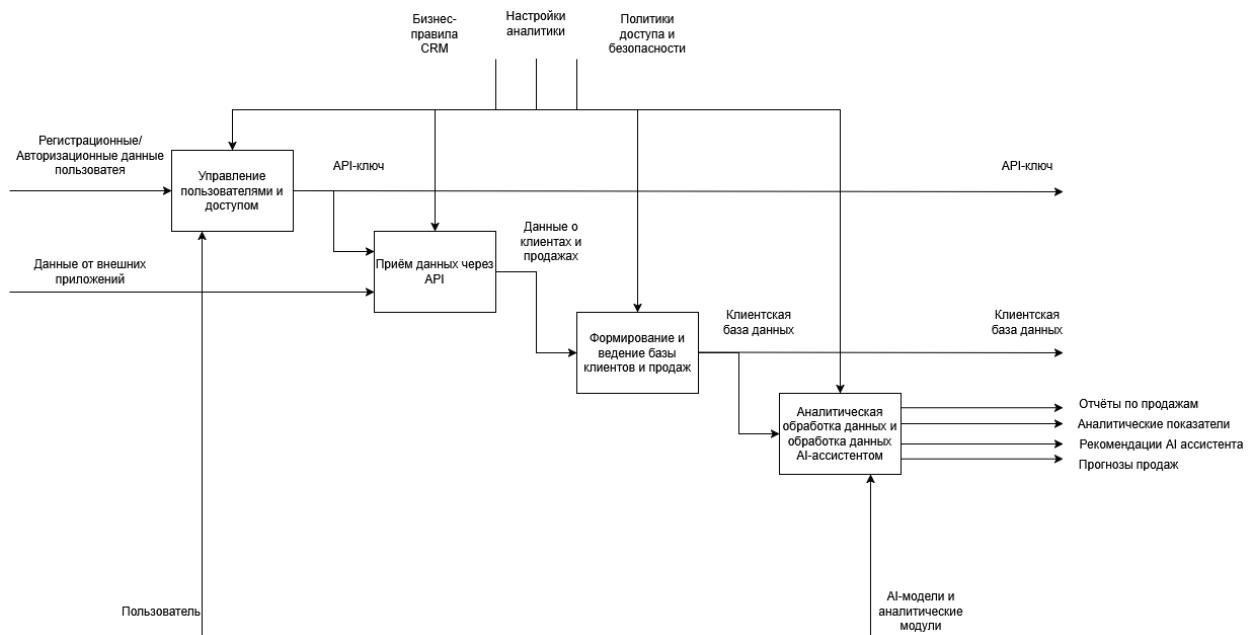 Бизнес-
правила
CRM
Настройки
аналитики
Политики
доступа и
безопасности
Регистрационные/
Авторизационные данные
пользователя
Управление
пользователями и
доступом
API-ключ
API-ключ
Данные от внешних
приложений
Приём данных через
API
Данные о
клиентах и
продажах
Формирование и
ведение базы
клиентов и продаж
Клиентская
база данных
Клиентская
база данных
Аналитическая
обработка данных и
обработка данных
AI-ассистентом
Отчёты по продажам
Аналитические показатели
Рекомендации AI ассистента
Прогнозы продаж
Пользователь
AI-модели и
аналитические
модули